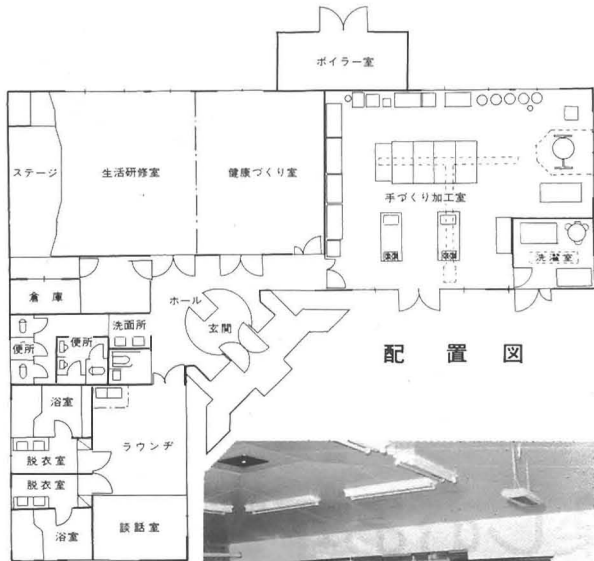 ボイラー室
ステージ
生活研修室
健康づくり室
手づくり加工室
洗濯室
倉庫
ホール
玄関
洗面所
便所
便所
配置図
浴室
脱衣室
ラウンヂ
脱衣室
談話室
浴室